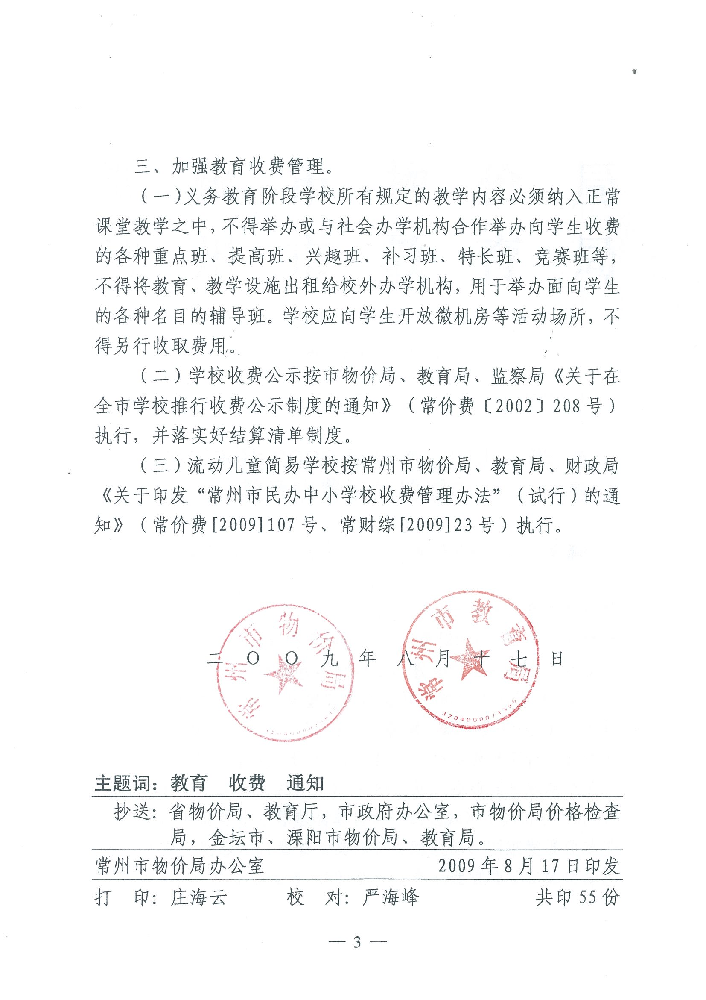 三、加强教育收费管理。
（一)义务教育阶段学校所有规定的教学内容必须纳入正常
课堂教学之中，不得举办或与社会办学机构合作举办向学生收费
的各种重点班、提高班、兴趣班、补习班、特长班、竞赛班等，
不得将教育、教学设施出租给校外办学机构，用于举办面向学生
的各种名目的辅导班。学校应向学生开放微机房等活动场所，不
得另行收取费用。
（二）学校收费公示按市物价局、教育局、监察局《关于在
全市学校推行收费公示制度的通知》（常价费〔2002〕208号）
执行，并落实好结算清单制度。
（三）流动儿童简易学校按常州市物价局、教育局、财政局
《关于印发“常州市民办中小学校收费管理办法”（试行）的通
知》（常价费[2009]107号、常财综[2009]23号）执行。
常州市物价局
常州市教育局
3204000071395
二〇〇九年八月十七日
主题词：教育 收费 通知
抄送：省物价局、教育厅，市政府办公室，市物价局价格检查
局，金坛市、溧阳市物价局、教育局。
常州市物价局办公室 2009年8月17日印发
打 印：庄海云 校 对：严海峰 共印55份
— 3 —